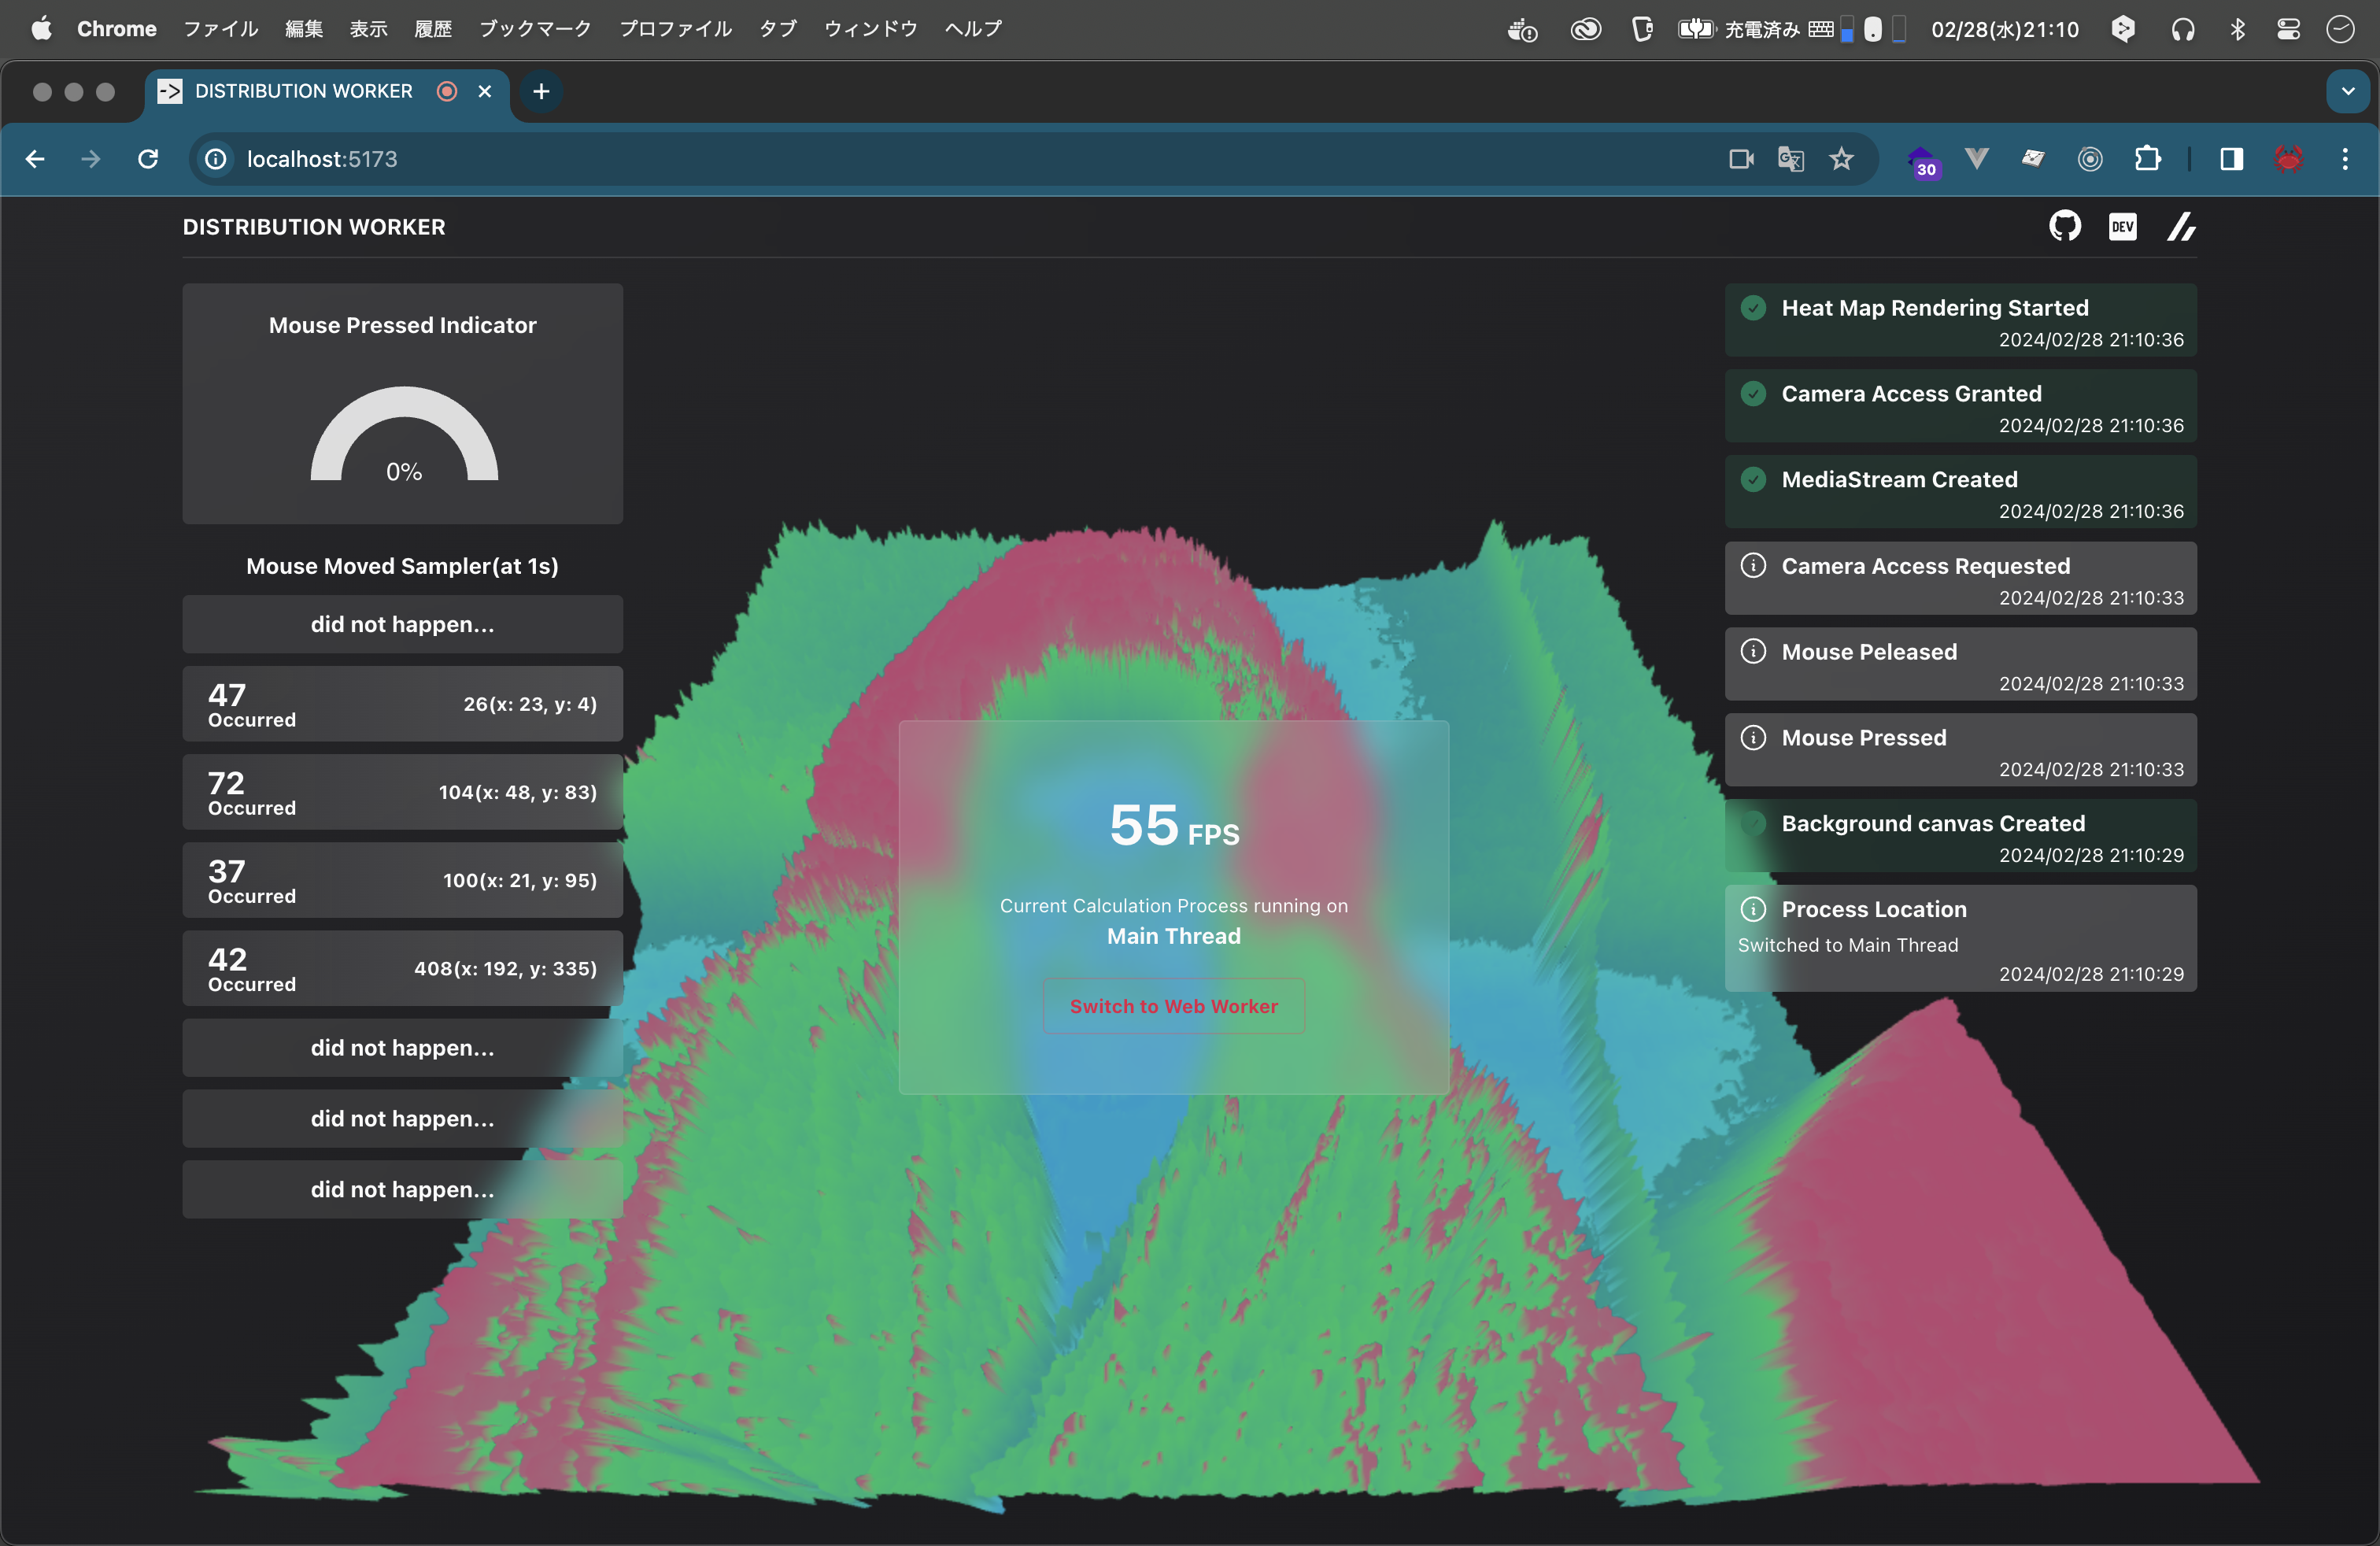 Chrome ファイル 編集 表示 履歴 ブックマーク プロファイル タブ ウィンドウ ヘルプ 充電済み 02/28(水)21:10
-> DISTRIBUTION WORKER
localhost:5173
30
DISTRIBUTION WORKER
DEV
Mouse Pressed Indicator
0%
Mouse Moved Sampler(at 1s)
did not happen...
47
Occurred
26(x: 23, y: 4)
72
Occurred
104(x: 48, y: 83)
37
Occurred
100(x: 21, y: 95)
42
Occurred
408(x: 192, y: 335)
did not happen...
did not happen...
did not happen...
55 FPS
Current Calculation Process running on
Main Thread
Switch to Web Worker
Heat Map Rendering Started
2024/02/28 21:10:36
Camera Access Granted
2024/02/28 21:10:36
MediaStream Created
2024/02/28 21:10:36
Camera Access Requested
2024/02/28 21:10:33
Mouse Peleased
2024/02/28 21:10:33
Mouse Pressed
2024/02/28 21:10:33
Background canvas Created
2024/02/28 21:10:29
Process Location
Switched to Main Thread
2024/02/28 21:10:29